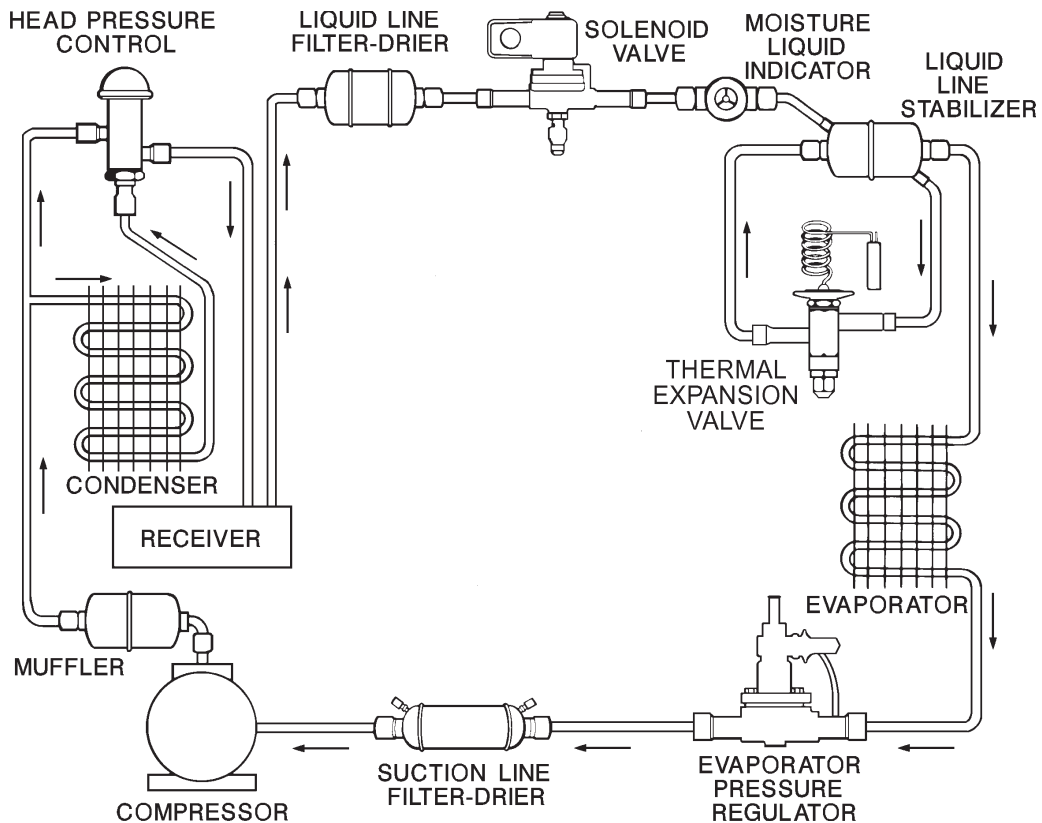 HEAD PRESSURE
CONTROL
LIQUID LINE
FILTER-DRIER
SOLENOID
VALVE
MOISTURE
LIQUID
INDICATOR
LIQUID
LINE
STABILIZER
THERMAL
EXPANSION
VALVE
CONDENSER
RECEIVER
EVAPORATOR
MUFFLER
COMPRESSOR
SUCTION LINE
FILTER-DRIER
EVAPORATOR
PRESSURE
REGULATOR